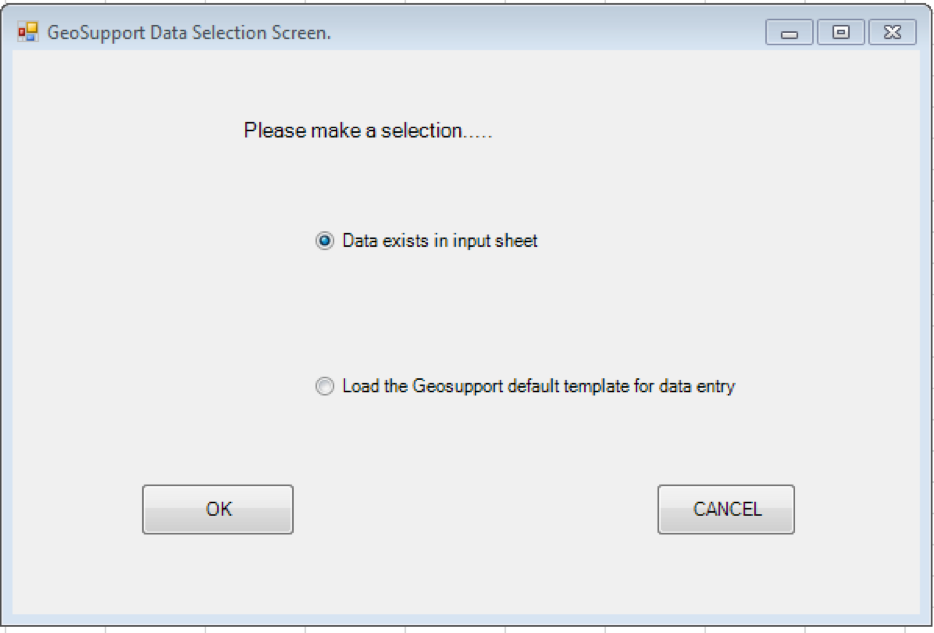 GeoSupport Data Selection Screen.
Please make a selection.....
Data exists in input sheet
Load the Geosupport default template for data entry
OK
CANCEL